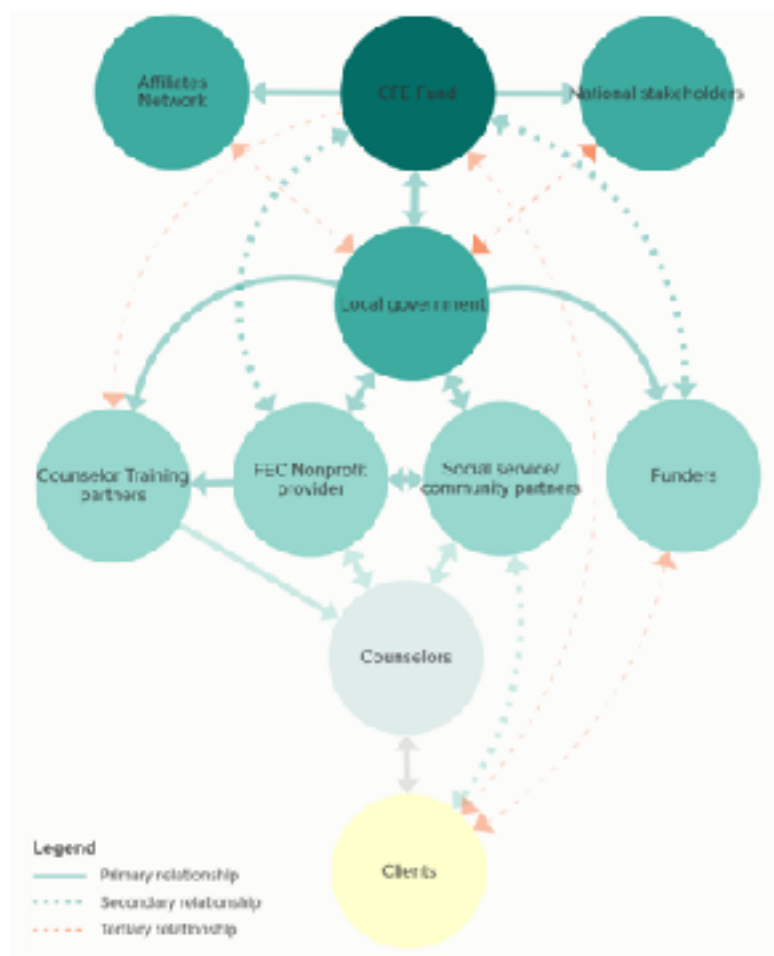 Affiliates
Network
CFE Fund
National stakeholders
Local government
Counselor Training
partners
FEC Nonprofit
provider
Social service/
community partners
Funders
Counselors
Clients
Legend
Primary relationship
Secondary relationship
Tertiary relationship